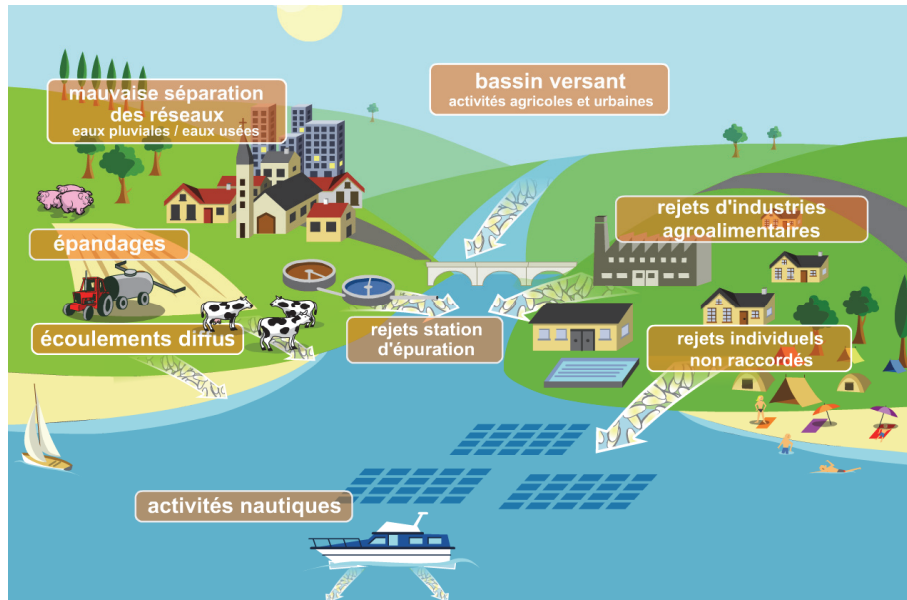 mauvaise séparation
des réseaux
eaux pluviales / eaux usées
bassin versant
activités agricoles et urbaines
rejets d'industries
agroalimentaires
épandages
écoulements diffus
rejets station
d'épuration
rejets individuels
non raccordés
activités nautiques